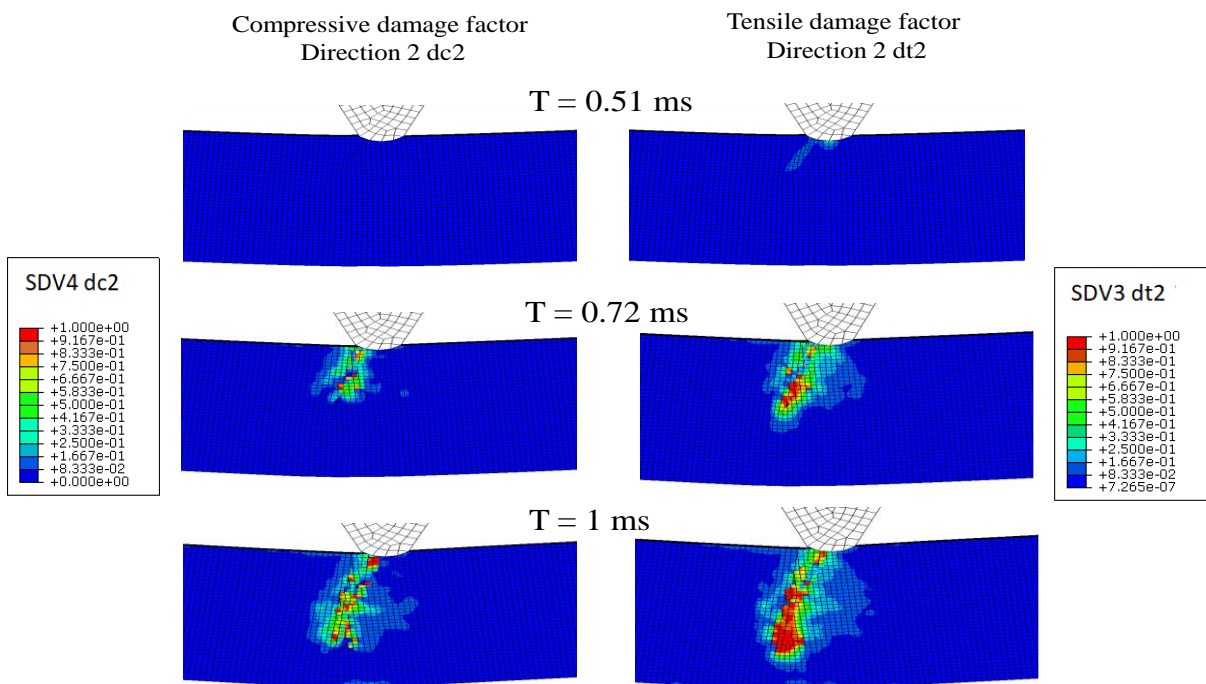 Compressive damage factor
Direction 2 dc2
Tensile damage factor
Direction 2 dt2
T = 0.51 ms
SDV4 dc2
+1.000e+00
+9.167e-01
+8.333e-01
+7.500e-01
+6.667e-01
+5.833e-01
+5.000e-01
+4.167e-01
+3.333e-01
+2.500e-01
+1.667e-01
+8.333e-02
+0.000e+00
T = 0.72 ms
SDV3 dt2
+1.000e+00
+9.167e-01
+8.333e-01
+7.500e-01
+6.667e-01
+5.833e-01
+5.000e-01
+4.167e-01
+3.333e-01
+2.500e-01
+1.667e-01
+8.333e-02
+7.265e-07
T = 1 ms